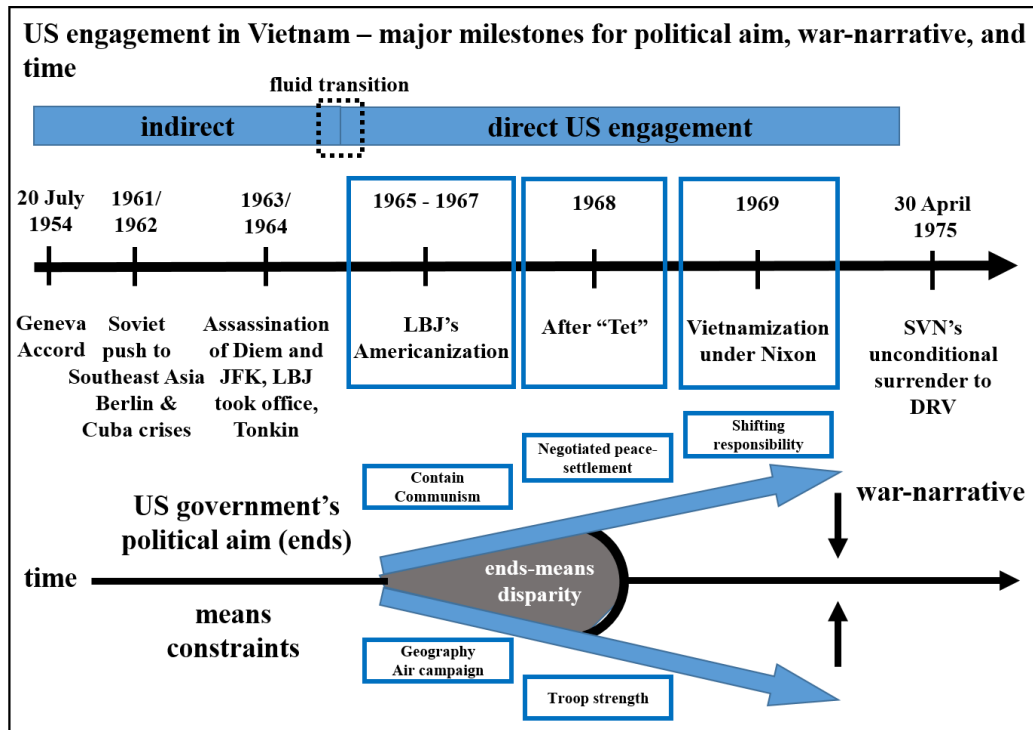 US engagement in Vietnam – major milestones for political aim, war-narrative, and
time
fluid transition
indirect
direct US engagement
20 July
1954
1961/
1962
1963/
1964
1965 - 1967
1968
1969
30 April
1975
Geneva
Accord
Soviet
push to
Southeast Asia
Berlin &
Cuba crises
Assassination
of Diem and
JFK, LBJ
took office,
Tonkin
LBJ's
Americanization
After “Tet”
Vietnamization
under Nixon
SVN's
unconditional
surrender to
DRV
Shifting
responsibility
Negotiated peace-
settlement
Contain
Communism
US government's
political aim (ends)
war-narrative
ends-means
disparity
time
means
constraints
Geography
Air campaign
Troop strength